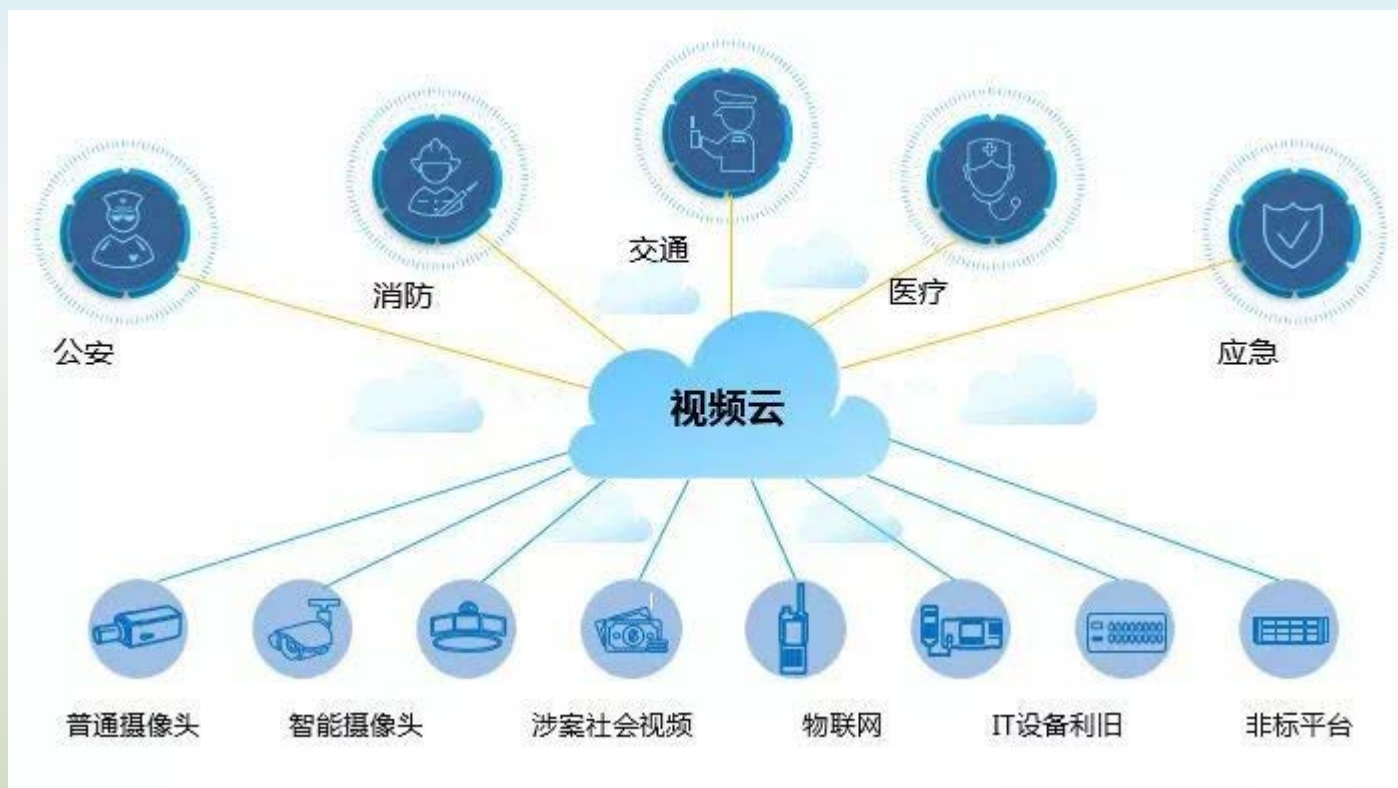 交通
消防
医疗
公安
应急
视频云
普通摄像头
智能摄像头
涉案社会视频
物联网
IT设备利旧
非标平台